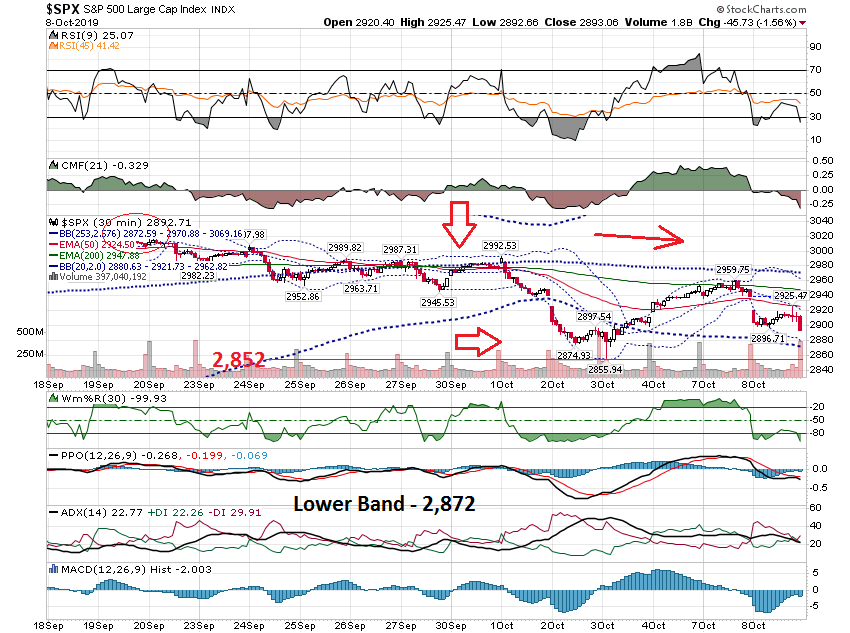 $SPX S&P 500 Large Cap Index INDX
© StockCharts.com
8-Oct-2019
Open 2920.40 High 2925.47 Low 2892.66 Close 2893.06 Volume 1.8B Chg -45.73 (-1.56%)
RSI(9) 25.07
RSI(45) 41.42
90
70
50
30
10
CMF(21) -0.329
0.50
0.25
0.00
-0.25
$SPX (30 min) 2892.71
BB(253,2.676) 2872.59 - 2970.88 - 3069.16
EMA(50) 2924.50
EMA(200) 2947.88
BB(20,2.0) 2880.63 - 2921.73 - 2962.82
Volume 397,040,192
7.98
2982.23
2952.86
2989.82
2963.71
2987.31
2945.53
2992.53
2874.93
2897.54
2855.94
2959.75
2896.71
2925.47
3040
3020
3000
2980
2960
2940
2920
2900
2880
2860
2840
500M
250M
2,852
18Sep 19Sep 20Sep 23Sep 24Sep 25Sep 26Sep 27Sep 30Sep 1Oct 2Oct 3Oct 4Oct 7Oct 8Oct
Wm%R(30) -99.93
-20
-50
-80
PPO(12,26,9) -0.268, -0.199, -0.069
0.0
-0.5
Lower Band - 2,872
ADX(14) 22.77 +DI 22.26 -DI 29.91
60
40
20
MACD(12,26,9) Hist -2.003
5
0
-5
18Sep 19Sep 20Sep 23Sep 24Sep 25Sep 26Sep 27Sep 30Sep 1Oct 2Oct 3Oct 4Oct 7Oct 8Oct